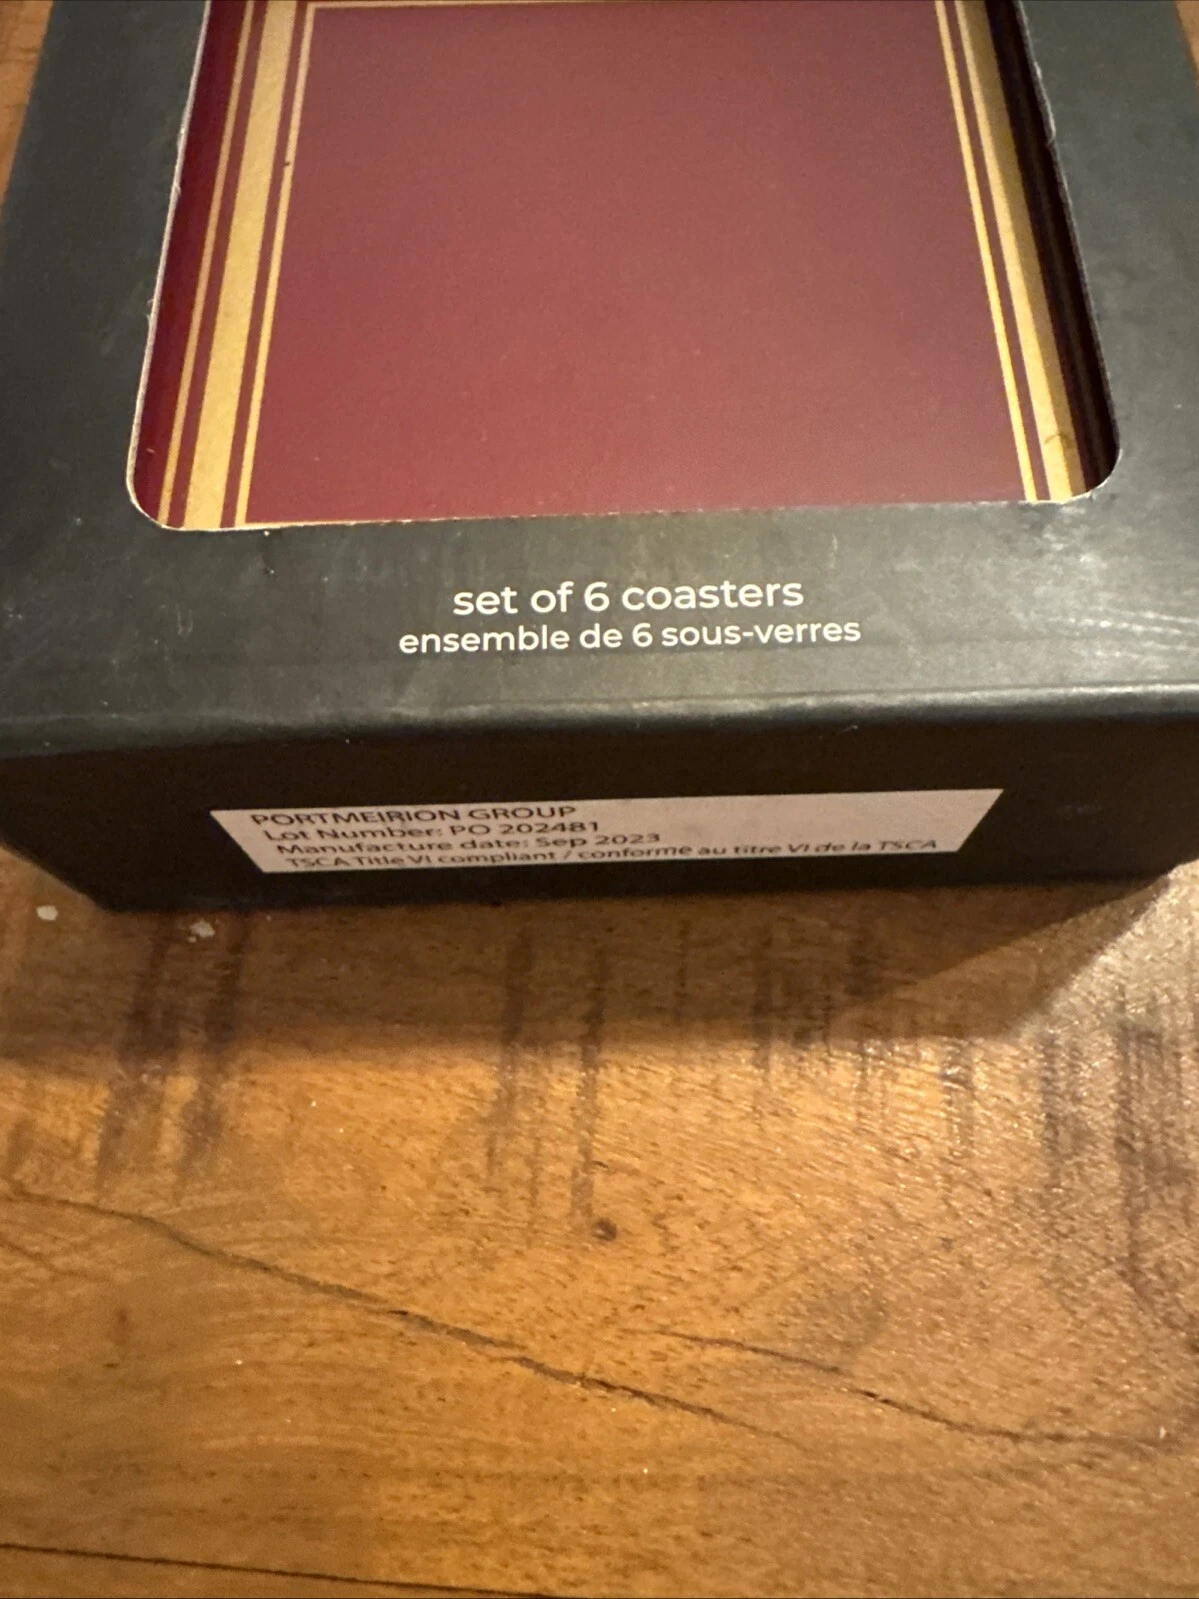 set of 6 coasters
ensemble de 6 sous-verres
PORTMEIRION GROUP
Lot Number: PO 202481
Manufacture date: Sep 2023
TSCA Title VI compliant / conforme au titre VI de la TSCA